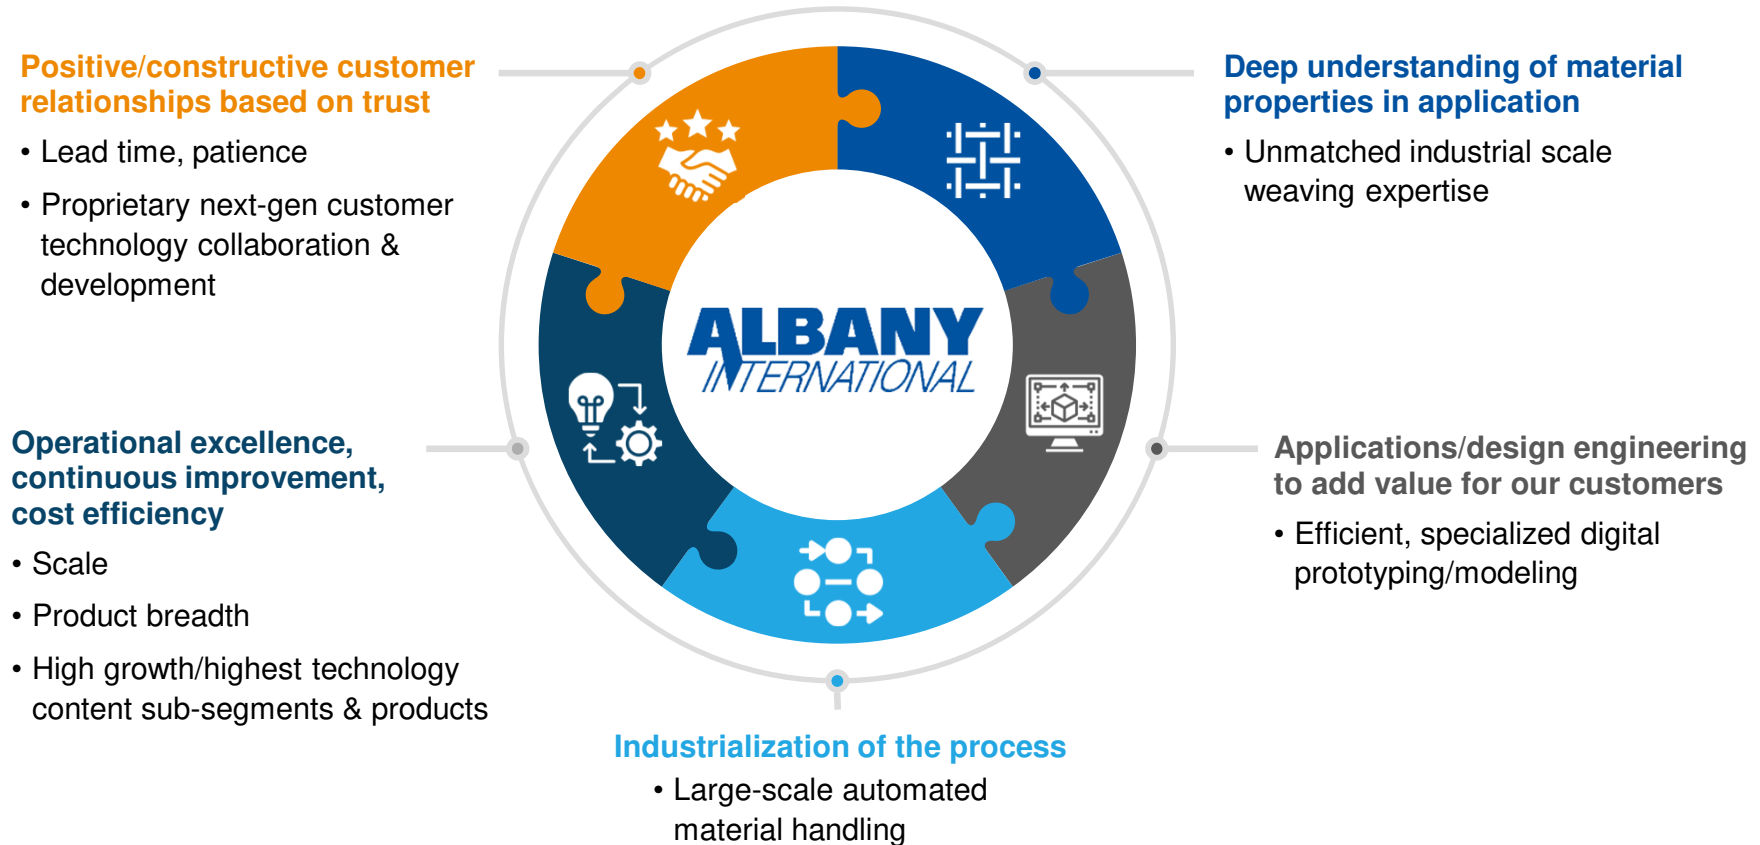 Positive/constructive customer
relationships based on trust
• Lead time, patience
• Proprietary next-gen customer
technology collaboration &
development
Deep understanding of material
properties in application
• Unmatched industrial scale
weaving expertise
ALBANY
INTERNATIONAL
Operational excellence,
continuous improvement,
cost efficiency
• Scale
• Product breadth
• High growth/highest technology
content sub-segments & products
Applications/design engineering
to add value for our customers
• Efficient, specialized digital
prototyping/modeling
Industrialization of the process
• Large-scale automated
material handling